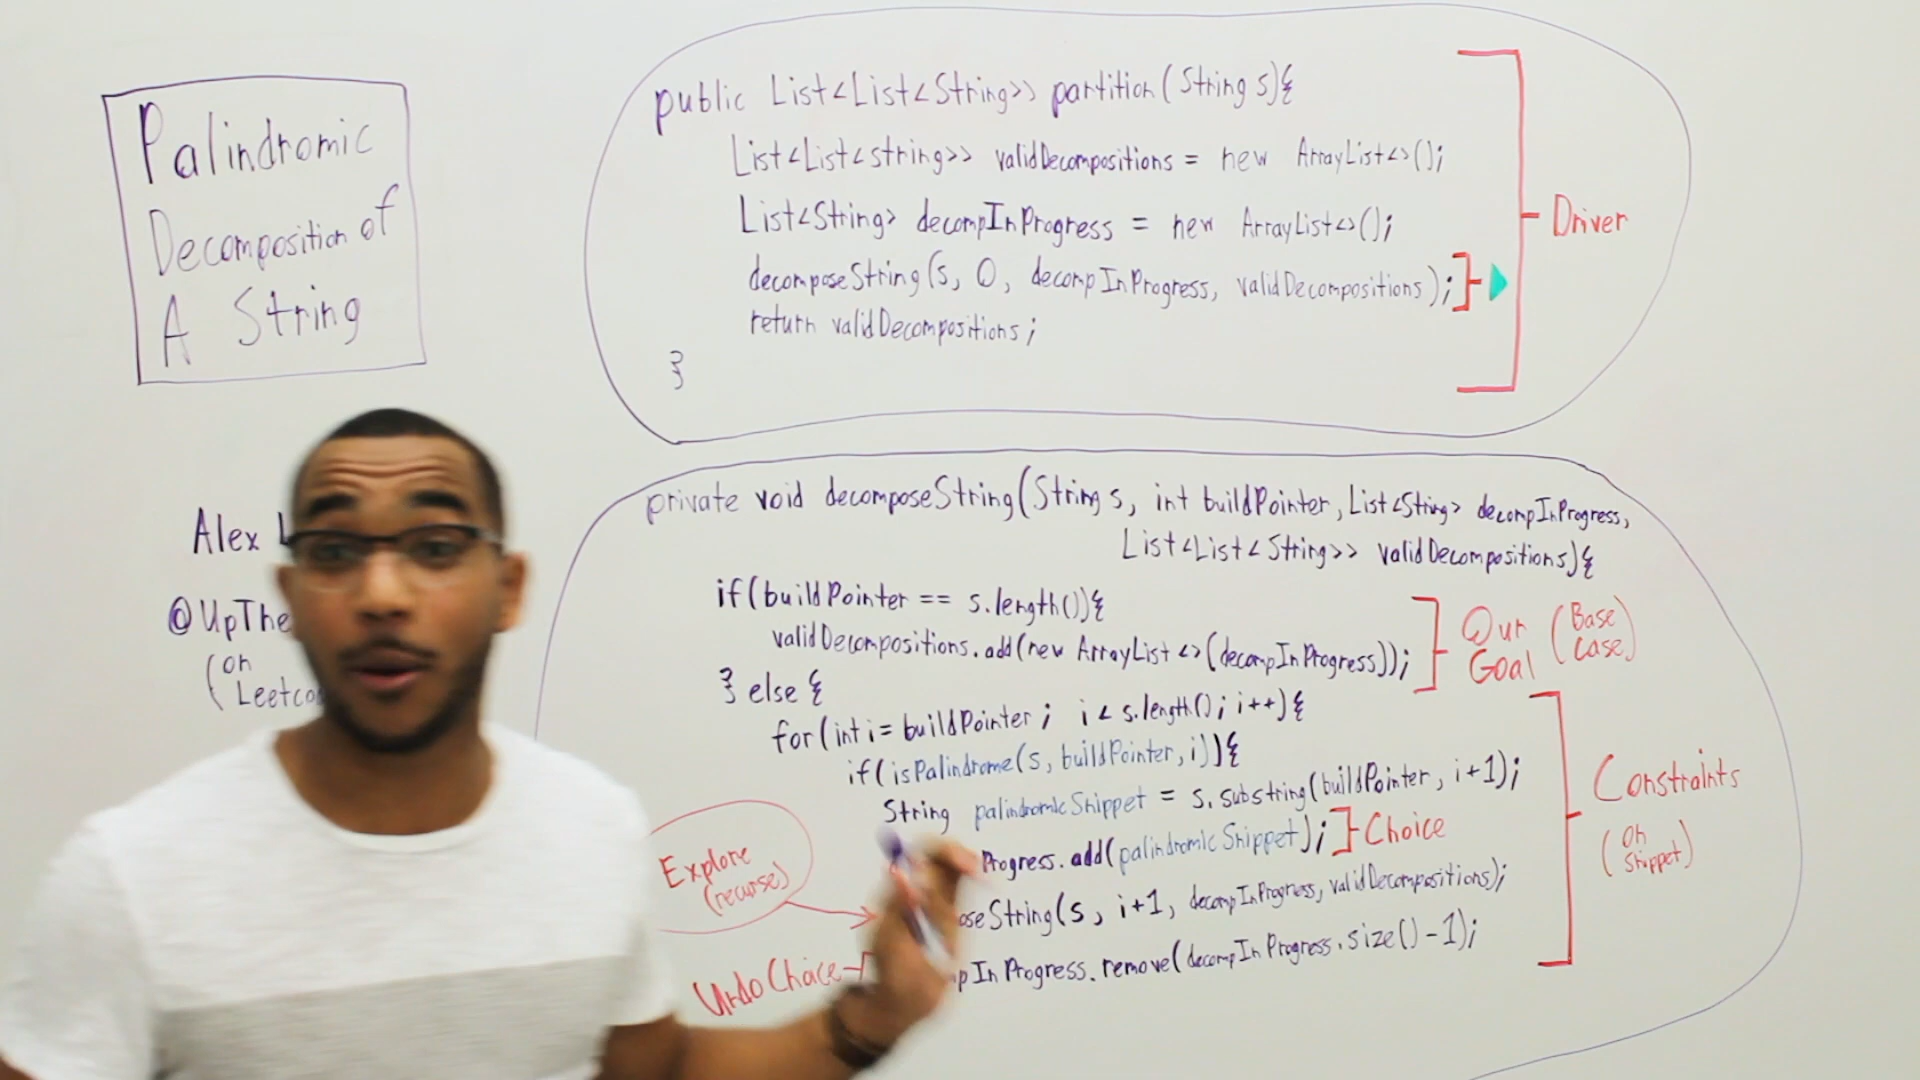 Palindromic
Decomposition of
A String
public List<List<String>> partition(String s){
List<List<string>> validDecompositions = new ArrayList<>();
List<String> decompInProgress = new ArrayList<>();
decomposeString(s, 0, decompInProgress, validDecompositions);
return validDecompositions;
}
Driver
Alex
@UpThe
(on
private void decomposeString(String s, int buildPointer, List<String> decompInProgress,
List<List<String>> validDecompositions){
if(buildPointer == s.length()){
validDecompositions.add(new ArrayList<>(decompInProgress));
} else {
for(int i = buildPointer; i < s.length(); i++){
if(isPalindrome(s, buildPointer, i)){
String palindromicSnippet = s.substring(buildPointer, i+1);
Progress.add(palindromicSnippet);
oseString(s, i+1, decompInProgress, validDecompositions);
pInProgress.remove(decompInProgress.size()-1);
Our
Goal
(Base
Case)
Constraints
(On
Snippet)
Choice
Explore
(recurse)
Undo Choice